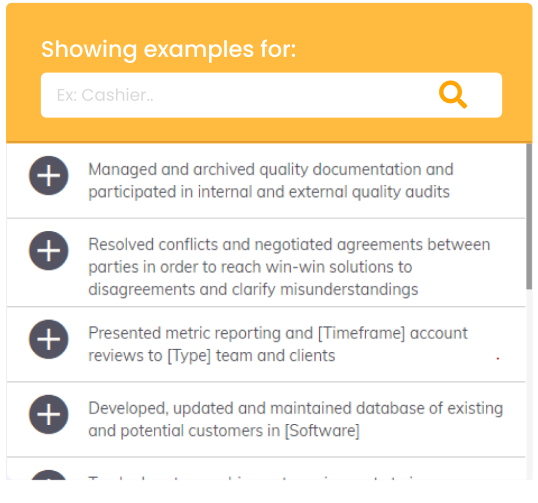 Showing examples for:
Ex: Cashier..
Managed and archived quality documentation and
participated in internal and external quality audits
Resolved conflicts and negotiated agreements between
parties in order to reach win-win solutions to
disagreements and clarify misunderstandings
Presented metric reporting and [Timeframe] account
reviews to [Type] team and clients
Developed, updated and maintained database of existing
and potential customers in [Software]